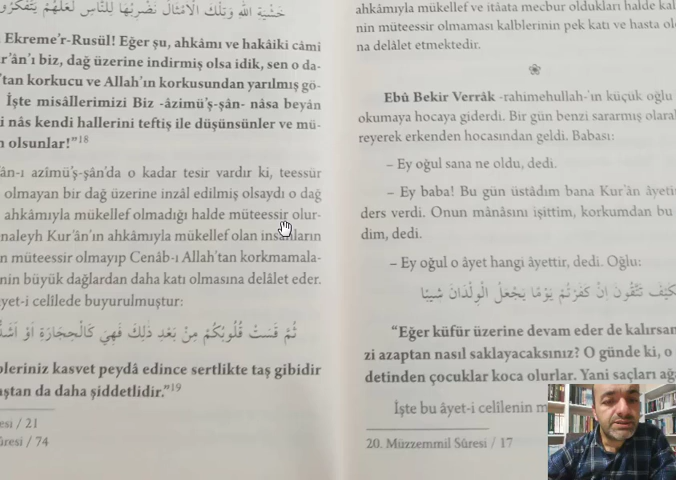 خَشْيَةِ اللّٰهِ وَتِلْكَ الْاَمْثَالُ نَضْرِبُهَا لِلنَّاسِ لَعَلَّهُمْ يَتَفَكَّرُو
Ekreme'r-Rusül! Eğer şu, ahkâmı ve hakâiki câmi
r'ân'ı biz, dağ üzerine indirmiş olsa idik, sen o da-
'tan korkucu ve Allah'ın korkusundan yarılmış gö-
İşte misâllerimizi Biz -âzimü'ş-şân- nâsa beyân
i nâs kendi hallerini teftiş ile düşünsünler ve mü-
n olsunlar!"18
ân-ı azîmü'ş-şân'da o kadar tesir vardır ki, teessür
olmayan bir dağ üzerine inzâl edilmiş olsaydı o dağ
ahkâmıyla mükellef olmadığı halde müteessir olur-
naleyh Kur'ân'ın ahkâmıyla mükellef olan insanların
n müteessir olmayıp Cenâb-ı Allah'tan korkmamala-
nin büyük dağlardan daha katı olmasına delâlet eder.
yet-i celîlede buyurulmuştur:
ثُمَّ قَسَتْ قُلُوبُكُمْ مِنْ بَعْدِ ذٰلِكَ فَهِيَ كَالْحِجَارَةِ اَوْ اَشَدُّ
leriniz kasvet peydâ edince sertlikte taş gibidir
ştan da daha şiddetlidir."19
esi / 21
ûresi / 74
ahkâmıyla mükellef ve itâata mecbur oldukları halde kal
nin müteessir olmaması kalblerinin pek katı ve hasta ol
na delâlet etmektedir.
Ebû Bekir Verrâk -rahimehullah-'ın küçük oğlu
okumaya hocaya giderdi. Bir gün benzi sararmış olara
reyerek erkenden hocasından geldi. Babası:
– Ey oğul sana ne oldu, dedi.
– Ey baba! Bu gün üstâdım bana Kur'ân âyeti
ders verdi. Onun mânâsını işittim, korkumdan bu
dim, dedi.
– Ey oğul o âyet hangi âyettir, dedi. Oğlu:
فَكَيْفَ تَتَّقُونَ اِنْ كَفَرْتُمْ يَوْمًا يَجْعَلُ الْوِلْدَانَ شِيبًا
"Eğer küfür üzerine devam eder de kalırsan
zi azaptan nasıl saklayacaksınız? O günde ki, o
detinden çocuklar koca olurlar. Yani saçları ağ
İşte bu âyet-i celîlenin m
20. Müzzemmil Sûresi / 17